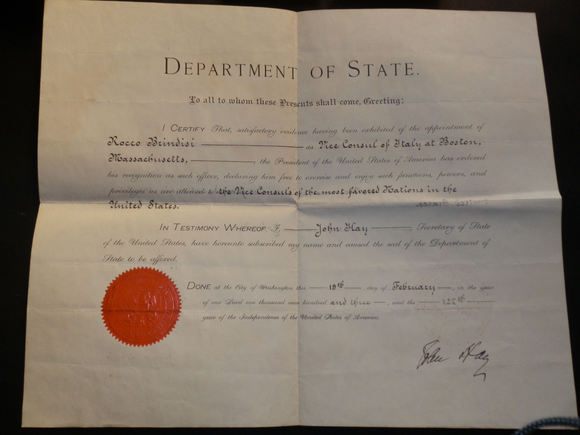 DEPARTMENT OF STATE.
To all to whom these Presents shall come, Greeting:
I CERTIFY That, satisfactory evidence having been exhibited of the appointment of
Rocco Brindisi as Vice Consul of Italy at Boston,
Massachusetts, the President of the United States of America has ordered
his recognition as such officer, declaring him free to exercise and enjoy such functions, powers, and
privileges as are allowed to the Vice Consuls of the most favored Nations in the
United States.
IN TESTIMONY WHEREOF, I, John Hay, Secretary of State
of the United States, have hereunto subscribed my name and caused the seal of the Department of
State to be affixed.
DONE at the City of Washington this 19th day of February, in the year
of our Lord one thousand nine hundred and three, and the
year of the Independence of the United States of America.
John Hay